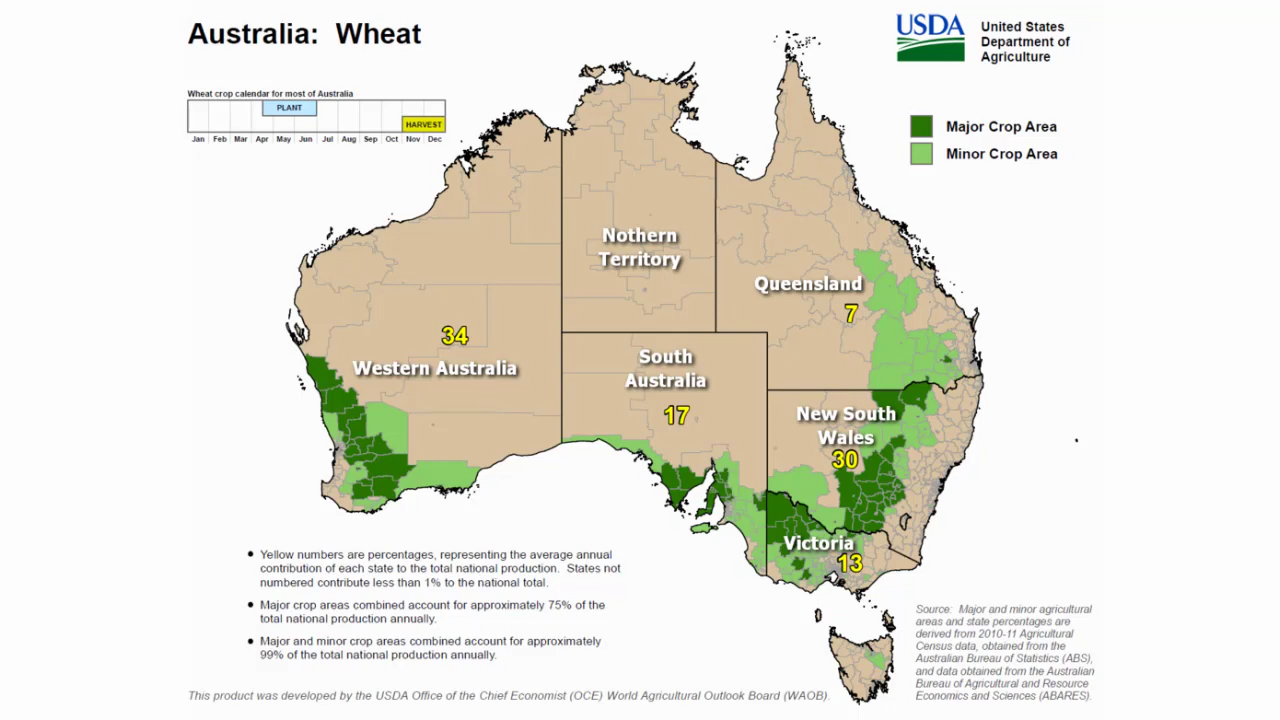 Australia: Wheat
USDA
United States
Department of
Agriculture
Wheat crop calendar for most of Australia
PLANT
HARVEST
Jan Feb Mar Apr May Jun Jul Aug Sep Oct Nov Dec
Major Crop Area
Minor Crop Area
Nothern
Territory
Queensland
7
34
Western Australia
South
Australia
17
New South
Wales
30
Victoria
13
• Yellow numbers are percentages, representing the average annual
contribution of each state to the total national production. States not
numbered contribute less than 1% to the national total.
• Major crop areas combined account for approximately 75% of the
total national production annually.
• Major and minor crop areas combined account for approximately
99% of the total national production annually.
Source: Major and minor agricultural
areas and state percentages are
derived from 2010-11 Agricultural
Census data, obtained from the
Australian Bureau of Statistics (ABS),
and data obtained from the Australian
Bureau of Agricultural and Resource
Economics and Sciences (ABARES).
This product was developed by the USDA Office of the Chief Economist (OCE) World Agricultural Outlook Board (WAOB).